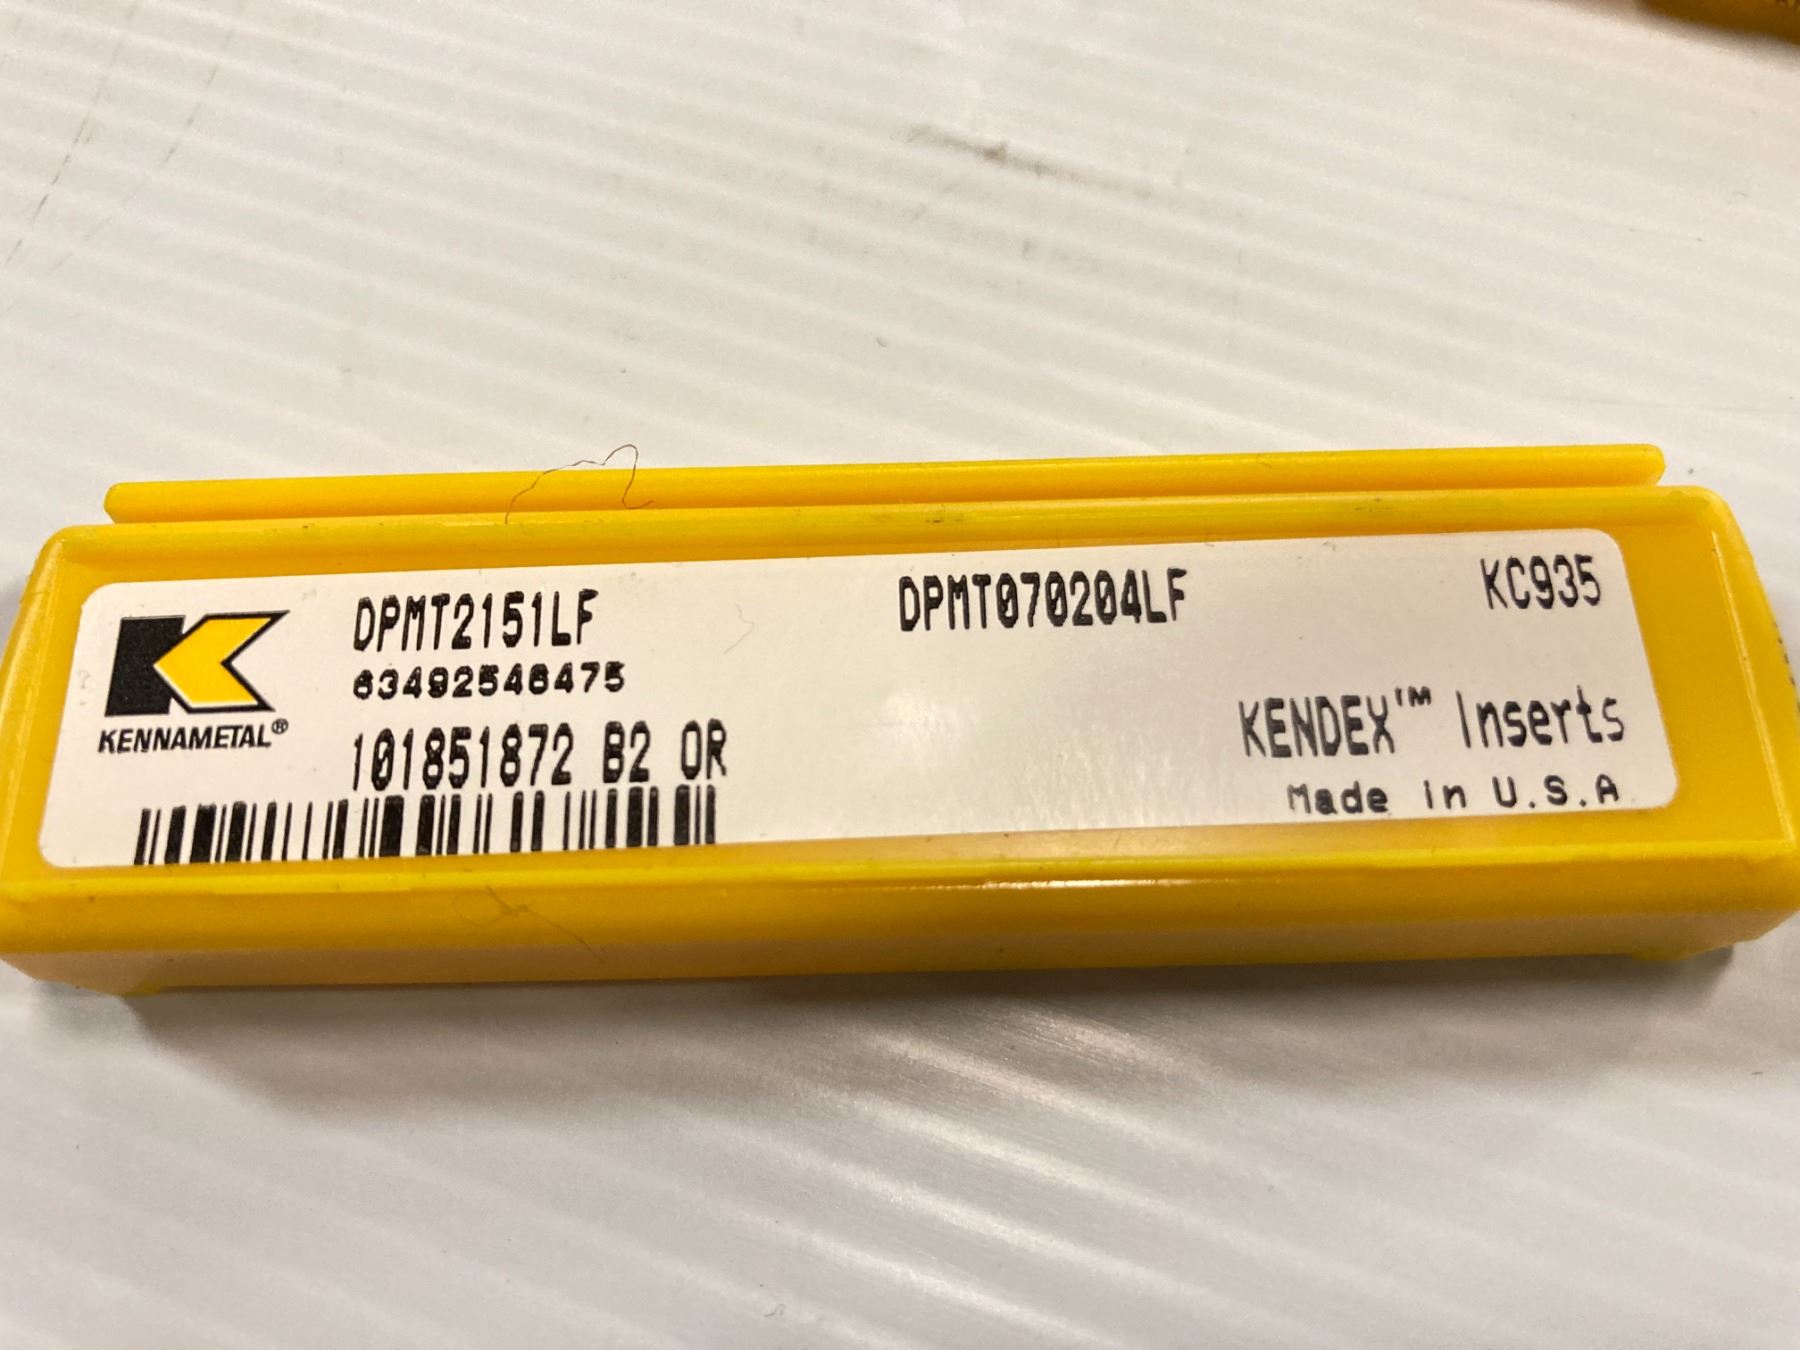 DPMT2151LF DPMT070204LF KC935
63492546475
KENNAMETAL®
101851872 B2 OR
KENDEX™ Inserts
Made in U.S.A